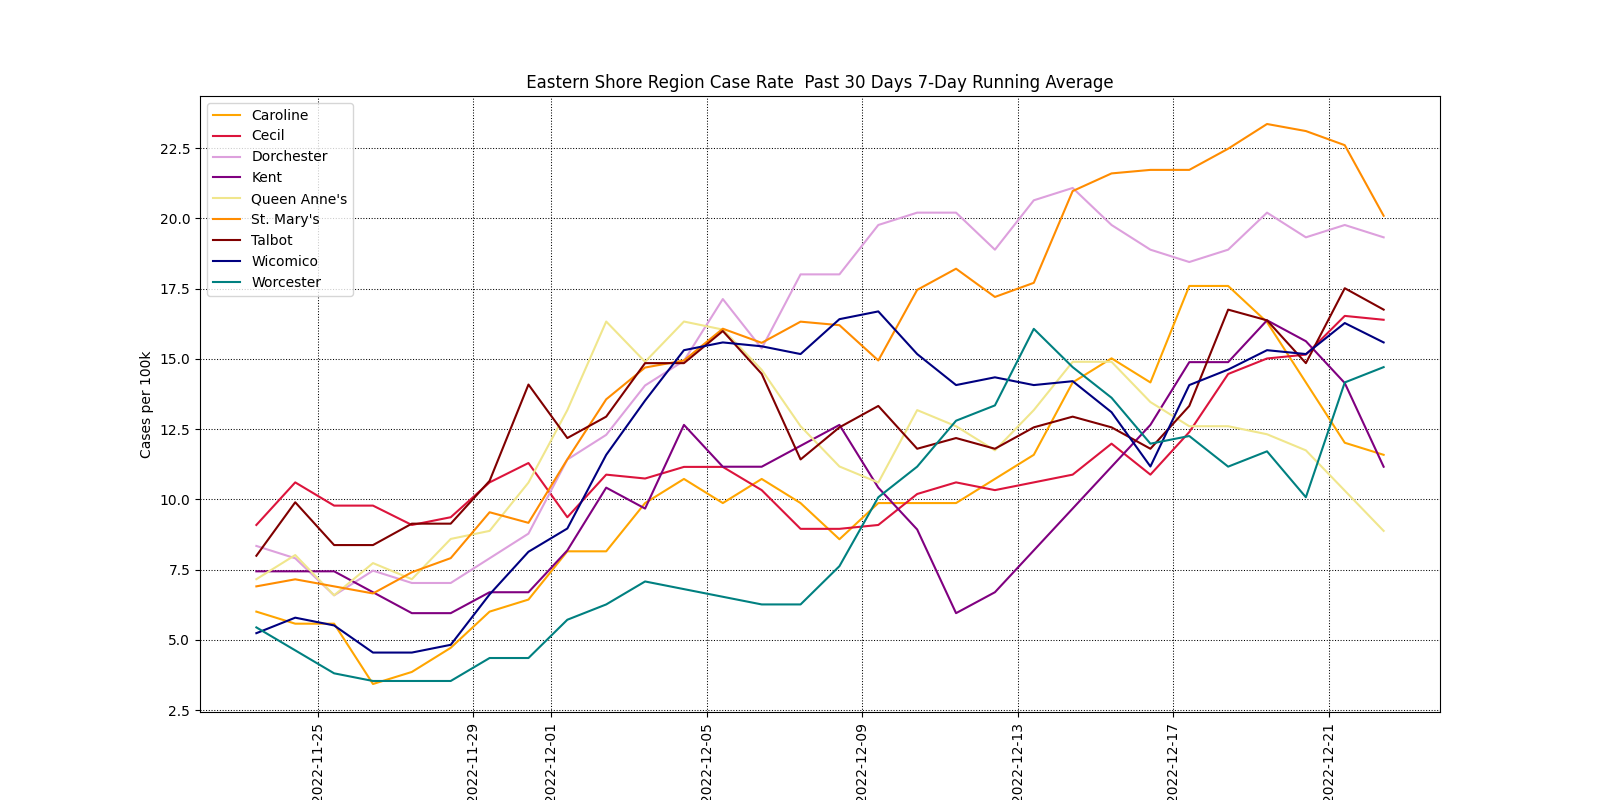 Eastern Shore Region Case Rate  Past 30 Days 7-Day Running Average
Caroline
Cecil
Dorchester
Kent
Queen Anne's
St. Mary's
Talbot
Wicomico
Worcester
Cases per 100k
22.5
20.0
17.5
15.0
12.5
10.0
7.5
5.0
2.5
2022-11-25
2022-11-29
2022-12-01
2022-12-05
2022-12-09
2022-12-13
2022-12-17
2022-12-21